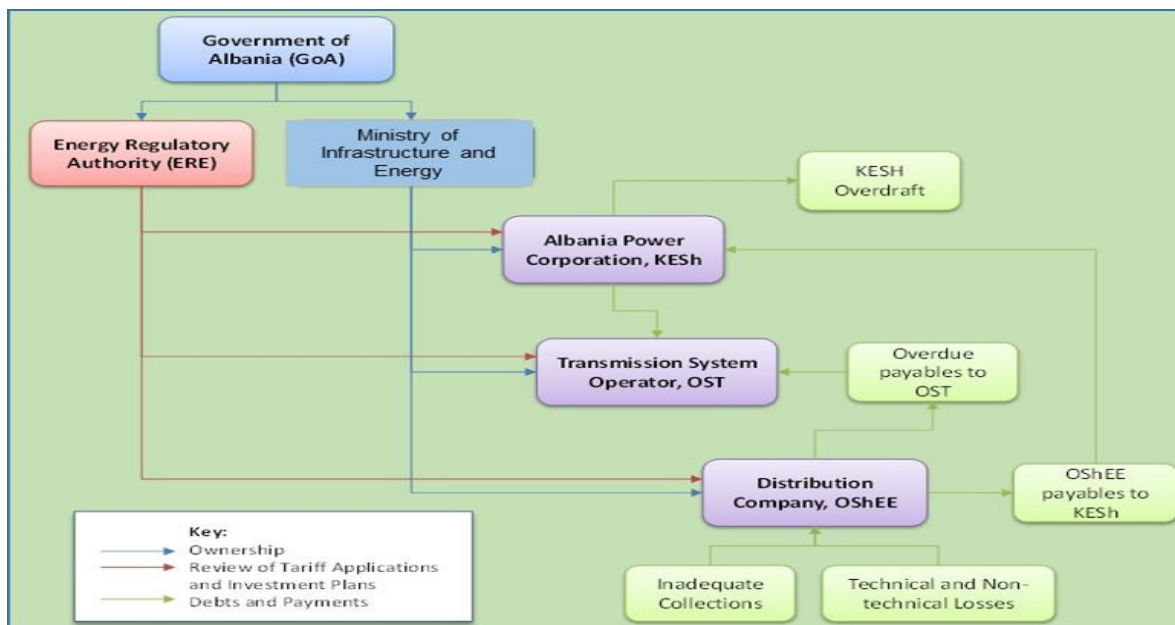 Government of
Albania (GoA)
Energy Regulatory
Authority (ERE)
Ministry of
Infrastructure and
Energy
KESH
Overdraft
Albania Power
Corporation, KESh
Transmission System
Operator, OST
Overdue
payables to
OST
Distribution
Company, OShEE
OShEE
payables to
KESh
Inadequate
Collections
Technical and Non-
technical Losses
Key:
Ownership
Review of Tariff Applications
and Investment Plans
Debts and Payments